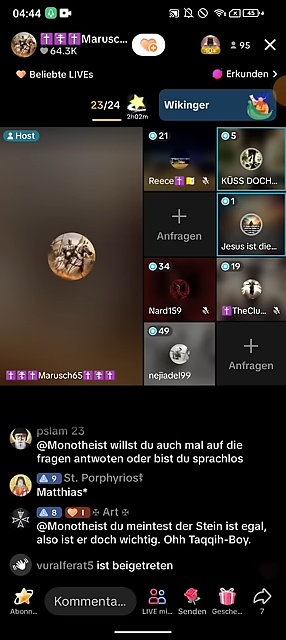 04:44
45
✝️☦️✝️Marusc...
64.3K
95
Beliebte LIVEs
Erkunden >
23/24
2h02m
Wikinger
Host
21
Reece✝️
5
KÜSS DOCH...
Anfragen
1
Jesus ist die...
34
Nard159
19
✝️TheClu...
✝️✝️Marusch65✝️✝️✝️
49
nejiadel99
Anfragen
pslam 23
@Monotheist willst du auch mal auf die
fragen antwoten oder bist du sprachlos
9 St. Porphyrios
Matthias*
8 1 ✠ Art ✠
@Monotheist du meintest der Stein ist egal,
also ist er doch wichtig. Ohh Taqqih-Boy.
vuralferat5 ist beigetreten
Kommenta...
Abonn...
LIVE mi...
Senden
Gesche...
7